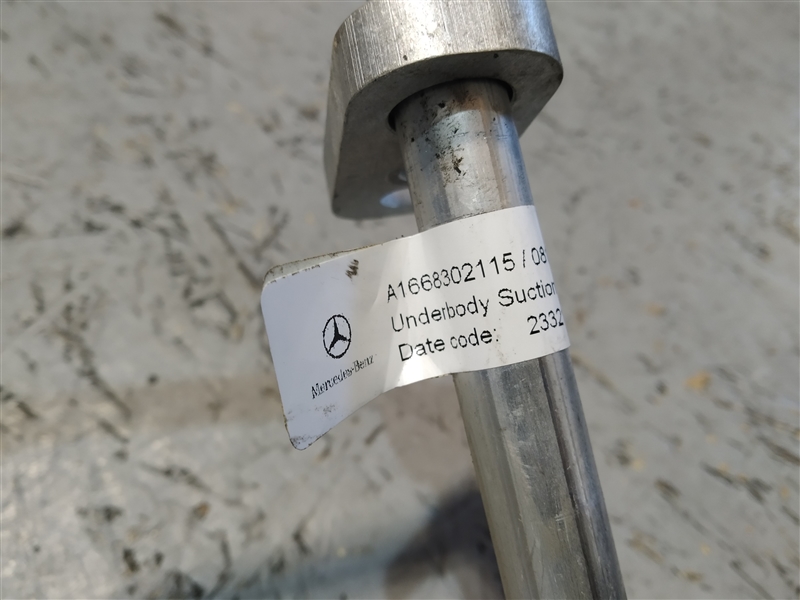 A1668302115 / 08
Underbody Suction
Date code: 2332
Mercedes-Benz